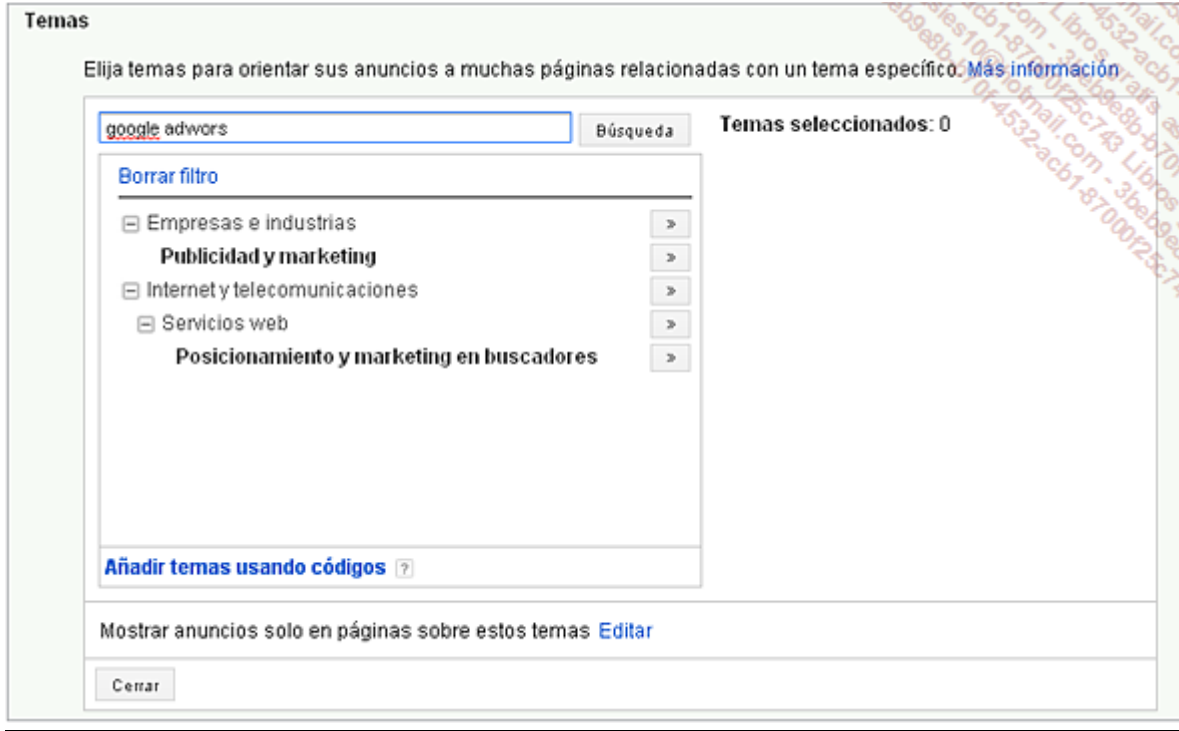 Temas
Elija temas para orientar sus anuncios a muchas páginas relacionadas con un tema específico. Más información
google adwors
Búsqueda
Temas seleccionados: 0
Borrar filtro
Empresas e industrias
Publicidad y marketing
Internet y telecomunicaciones
Servicios web
Posicionamiento y marketing en buscadores
Añadir temas usando códigos ?
Mostrar anuncios solo en páginas sobre estos temas Editar
Cerrar